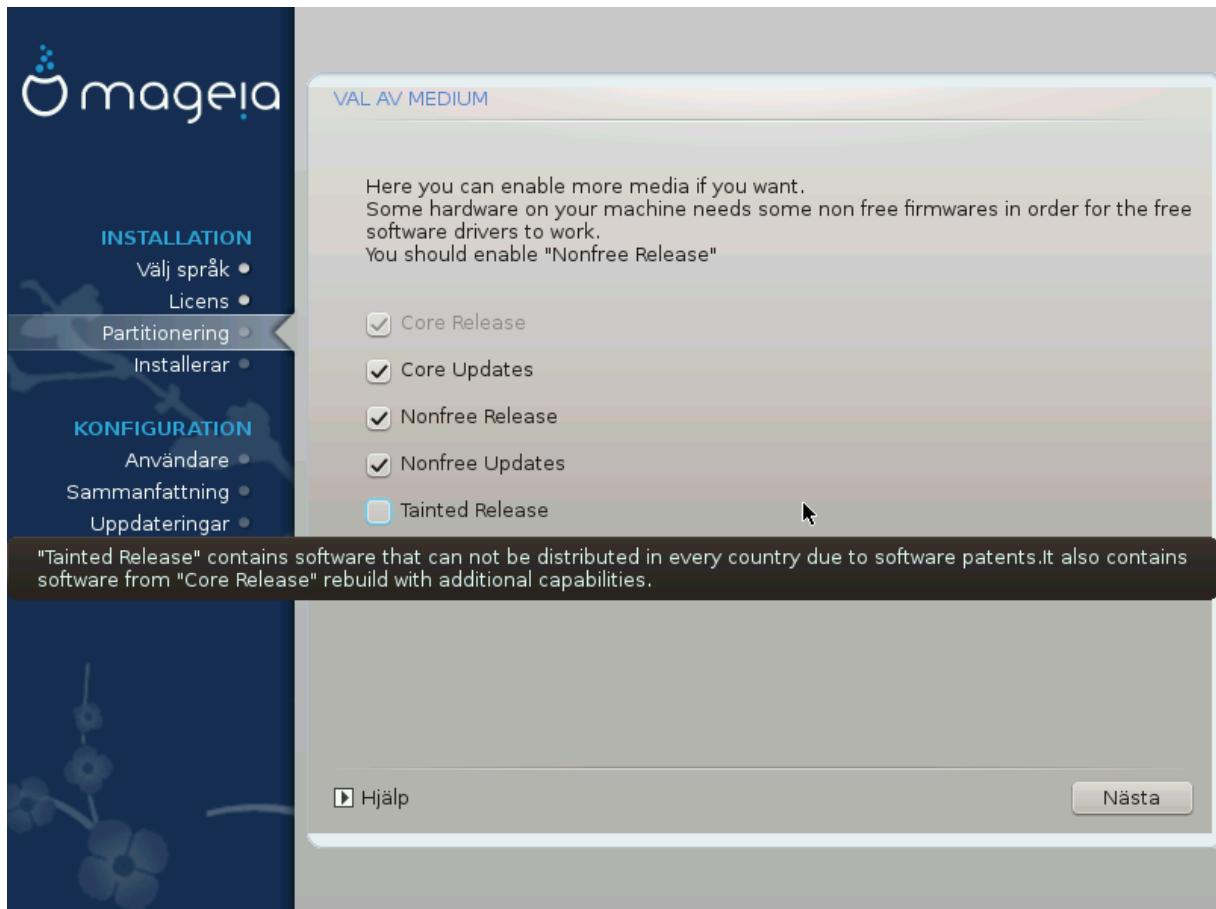 mageia
INSTALLATION
Välj språk
Licens
Partitionering
Installerar
KONFIGURATION
Användare
Sammanfattning
Uppdateringar
VAL AV MEDIUM
Here you can enable more media if you want.
Some hardware on your machine needs some non free firmwares in order for the free
software drivers to work.
You should enable "Nonfree Release"
Core Release
Core Updates
Nonfree Release
Nonfree Updates
Tainted Release
"Tainted Release" contains software that can not be distributed in every country due to software patents.It also contains
software from "Core Release" rebuild with additional capabilities.
Hjälp
Nästa